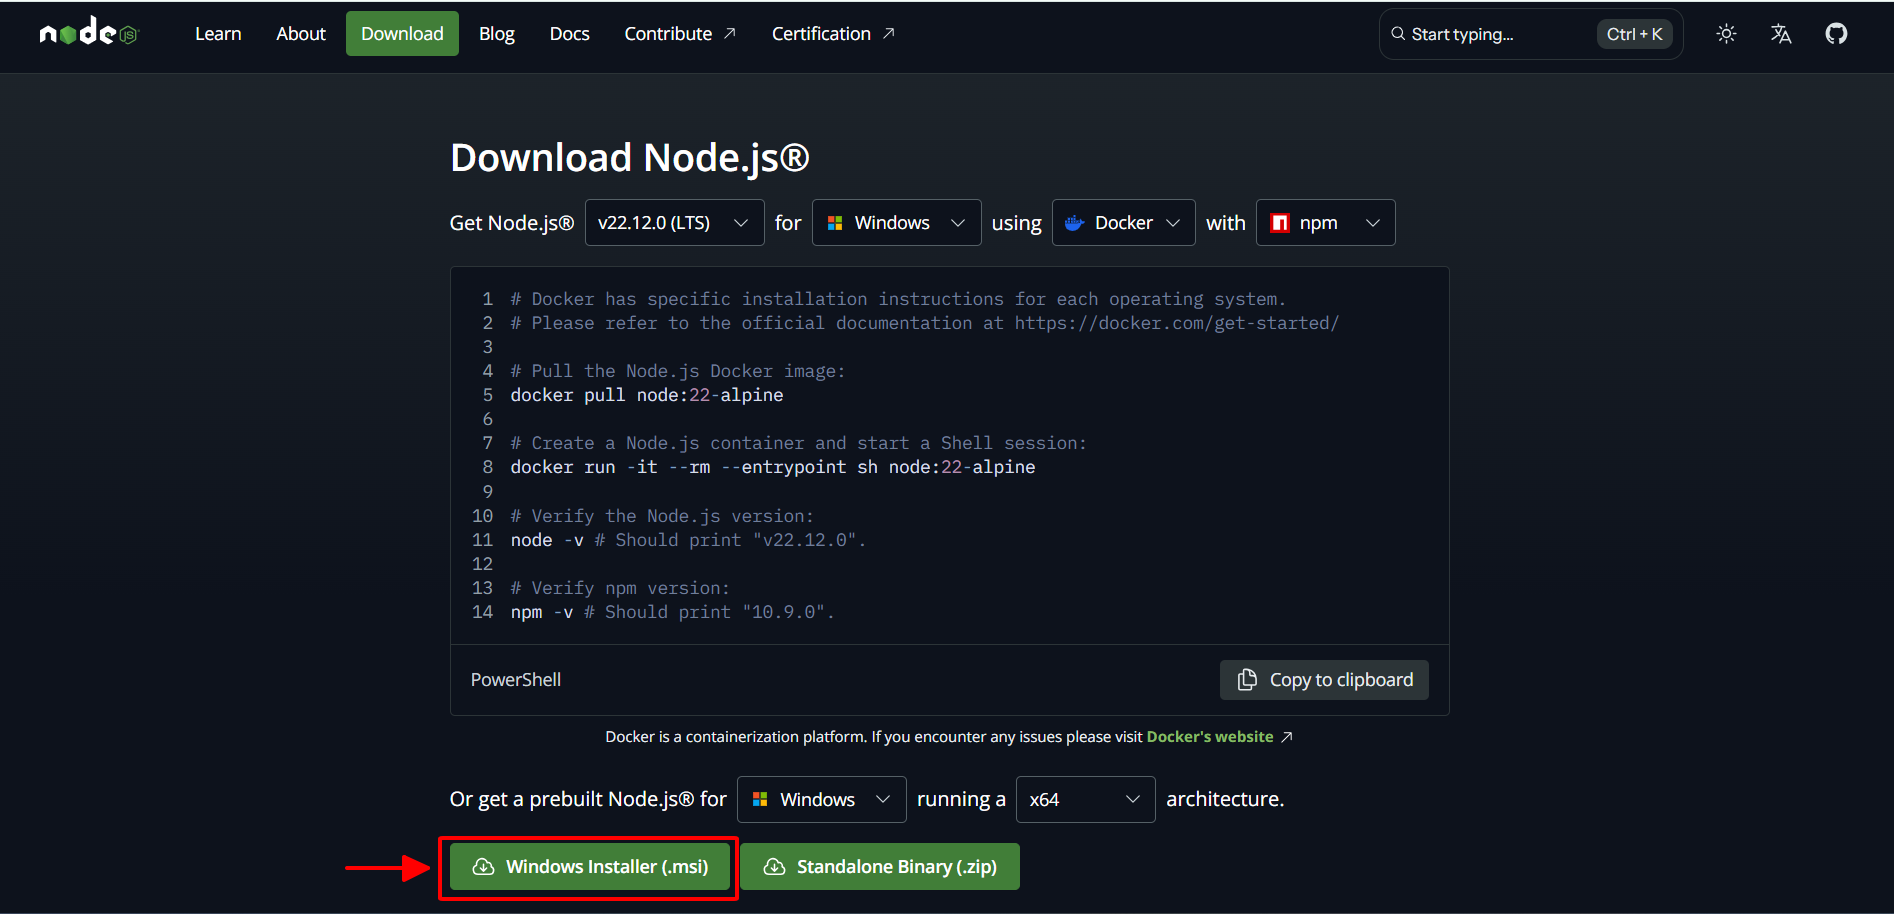 node JS
Learn About Download Blog Docs Contribute Certification Start typing... Ctrl + K
Download Node.js®
Get Node.js® v22.12.0 (LTS) for Windows using Docker with npm
1 # Docker has specific installation instructions for each operating system.
2 # Please refer to the official documentation at https://docker.com/get-started/
3
4 # Pull the Node.js Docker image:
5 docker pull node:22-alpine
6
7 # Create a Node.js container and start a Shell session:
8 docker run -it --rm --entrypoint sh node:22-alpine
9
10 # Verify the Node.js version:
11 node -v # Should print "v22.12.0".
12
13 # Verify npm version:
14 npm -v # Should print "10.9.0".
PowerShell Copy to clipboard
Docker is a containerization platform. If you encounter any issues please visit Docker's website
Or get a prebuilt Node.js® for Windows running a x64 architecture.
Windows Installer (.msi) Standalone Binary (.zip)